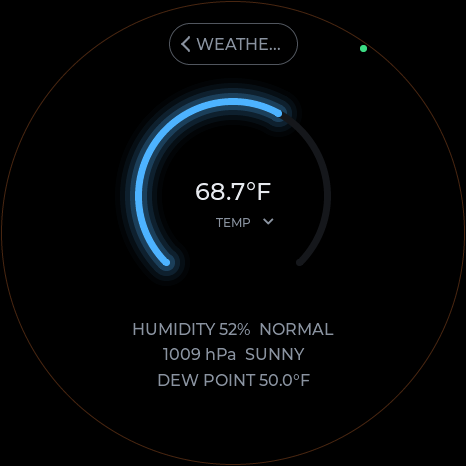 WEATHE...
68.7°F
TEMP
HUMIDITY 52%  NORMAL
1009 hPa  SUNNY
DEW POINT 50.0°F